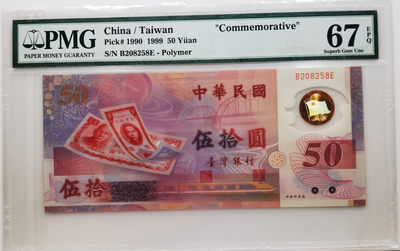 PMG
PAPER MONEY GUARANTY
China / Taiwan
"Commemorative"
Pick# 1990 1999 50 Yüan
S/N B208258E - Polymer
67
EPQ
Superb Gem Unc
50
中華民國
B208258E
伍拾圓
臺灣銀行
50
伍拾